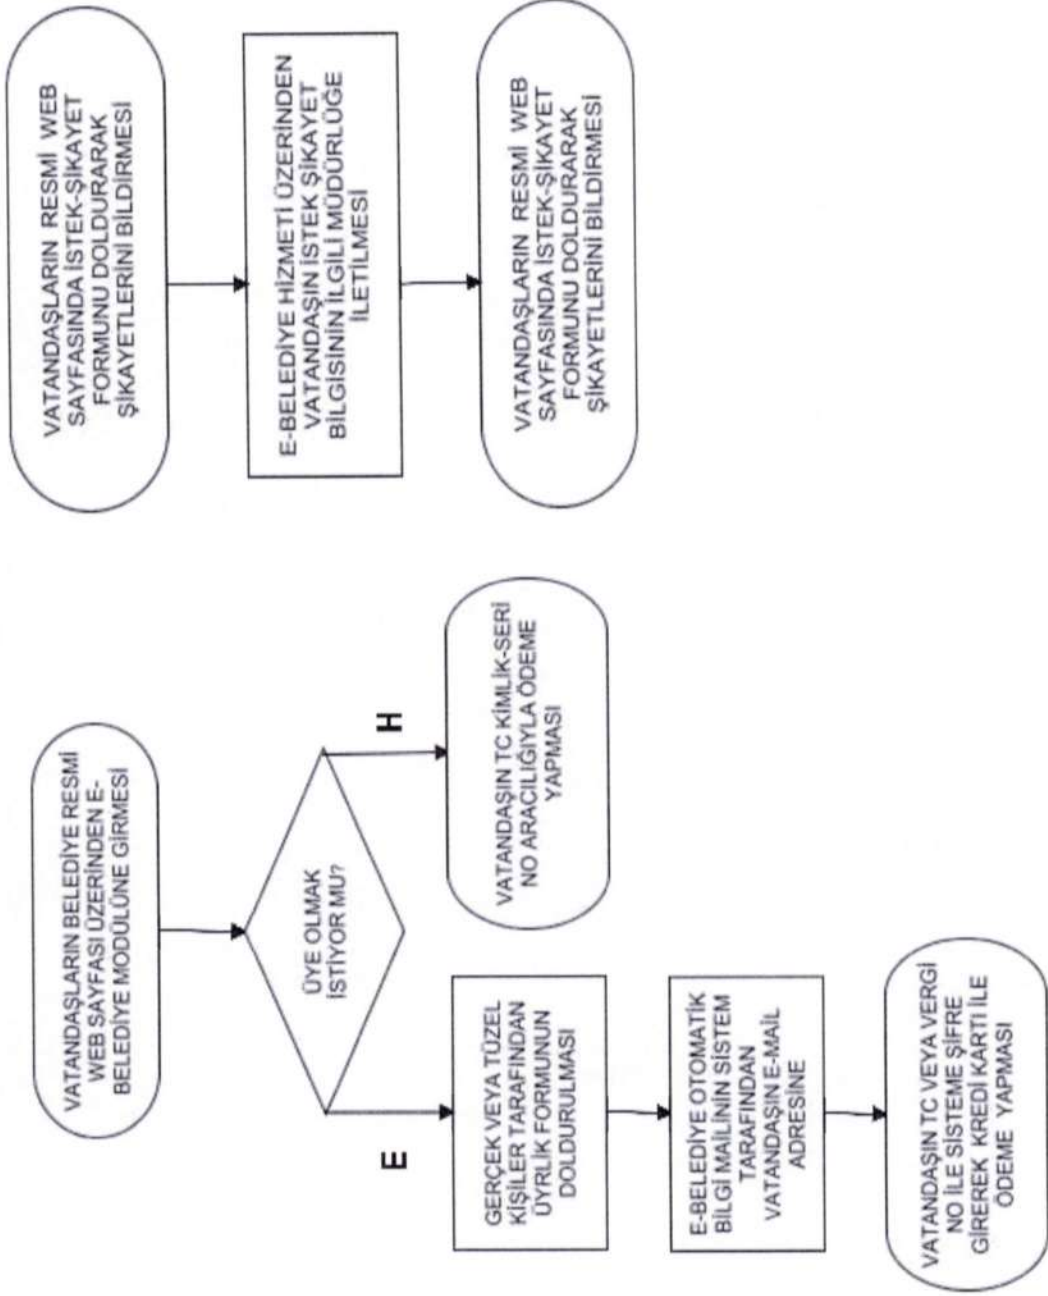 VATANDAŞLARIN BELEDİYE RESMİ
WEB SAYFASI ÜZERİNDEN E-
BELEDİYE MODÜLÜNE GİRMESİ
ÜYE OLMAK
İSTİYOR MU?
E
H
GERÇEK VEYA TÜZEL
KİŞİLER TARAFINDAN
ÜYRLİK FORMUNUN
DOLDURULMASI
VATANDAŞIN TC KİMLİK-SERİ
NO ARACILIĞIYLA ÖDEME
YAPMASI
E-BELEDİYE OTOMATİK
BİLGİ MAİLİNİN SİSTEM
TARAFINDAN
VATANDAŞIN E-MAİL
ADRESİNE
VATANDAŞIN TC VEYA VERGİ
NO İLE SİSTEME ŞİFRE
GİREREK KREDİ KARTI İLE
ÖDEME YAPMASI
VATANDAŞLARIN RESMİ WEB
SAYFASINDA İSTEK-ŞİKAYET
FORMUNU DOLDURARAK
ŞİKAYETLERİNİ BİLDİRMESİ
E-BELEDİYE HİZMETİ ÜZERİNDEN
VATANDAŞIN İSTEK ŞİKAYET
BİLGİSİNİN İLGİLİ MÜDÜRLÜĞE
İLETİLMESİ
VATANDAŞLARIN RESMİ WEB
SAYFASINDA İSTEK-ŞİKAYET
FORMUNU DOLDURARAK
ŞİKAYETLERİNİ BİLDİRMESİ